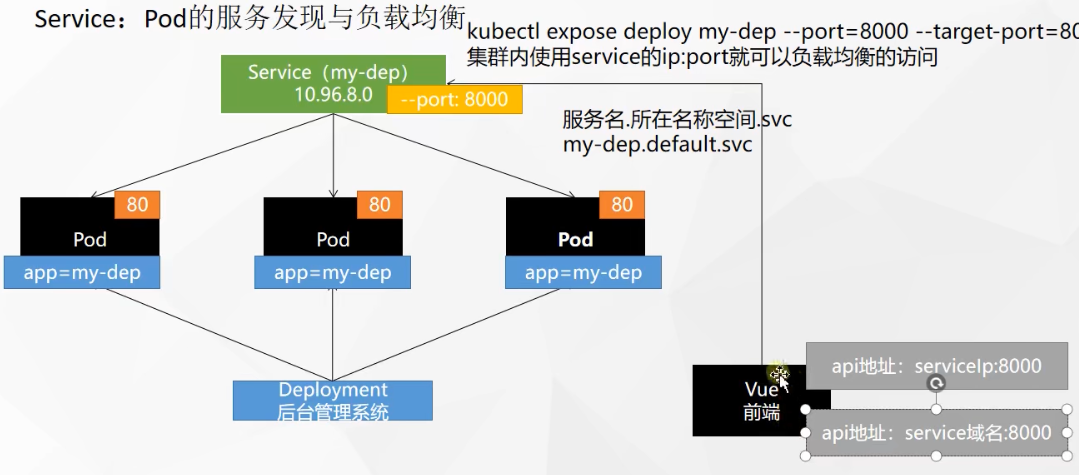 Service：Pod的服务发现与负载均衡
kubectl expose deploy my-dep --port=8000 --target-port=80
集群内使用service的ip:port就可以负载均衡的访问
Service（my-dep）
10.96.8.0
--port: 8000
服务名.所在名称空间.svc
my-dep.default.svc
80
80
80
Pod
Pod
Pod
app=my-dep
app=my-dep
app=my-dep
Deployment
后台管理系统
Vue
前端
api地址：serviceIp:8000
api地址：service域名:8000